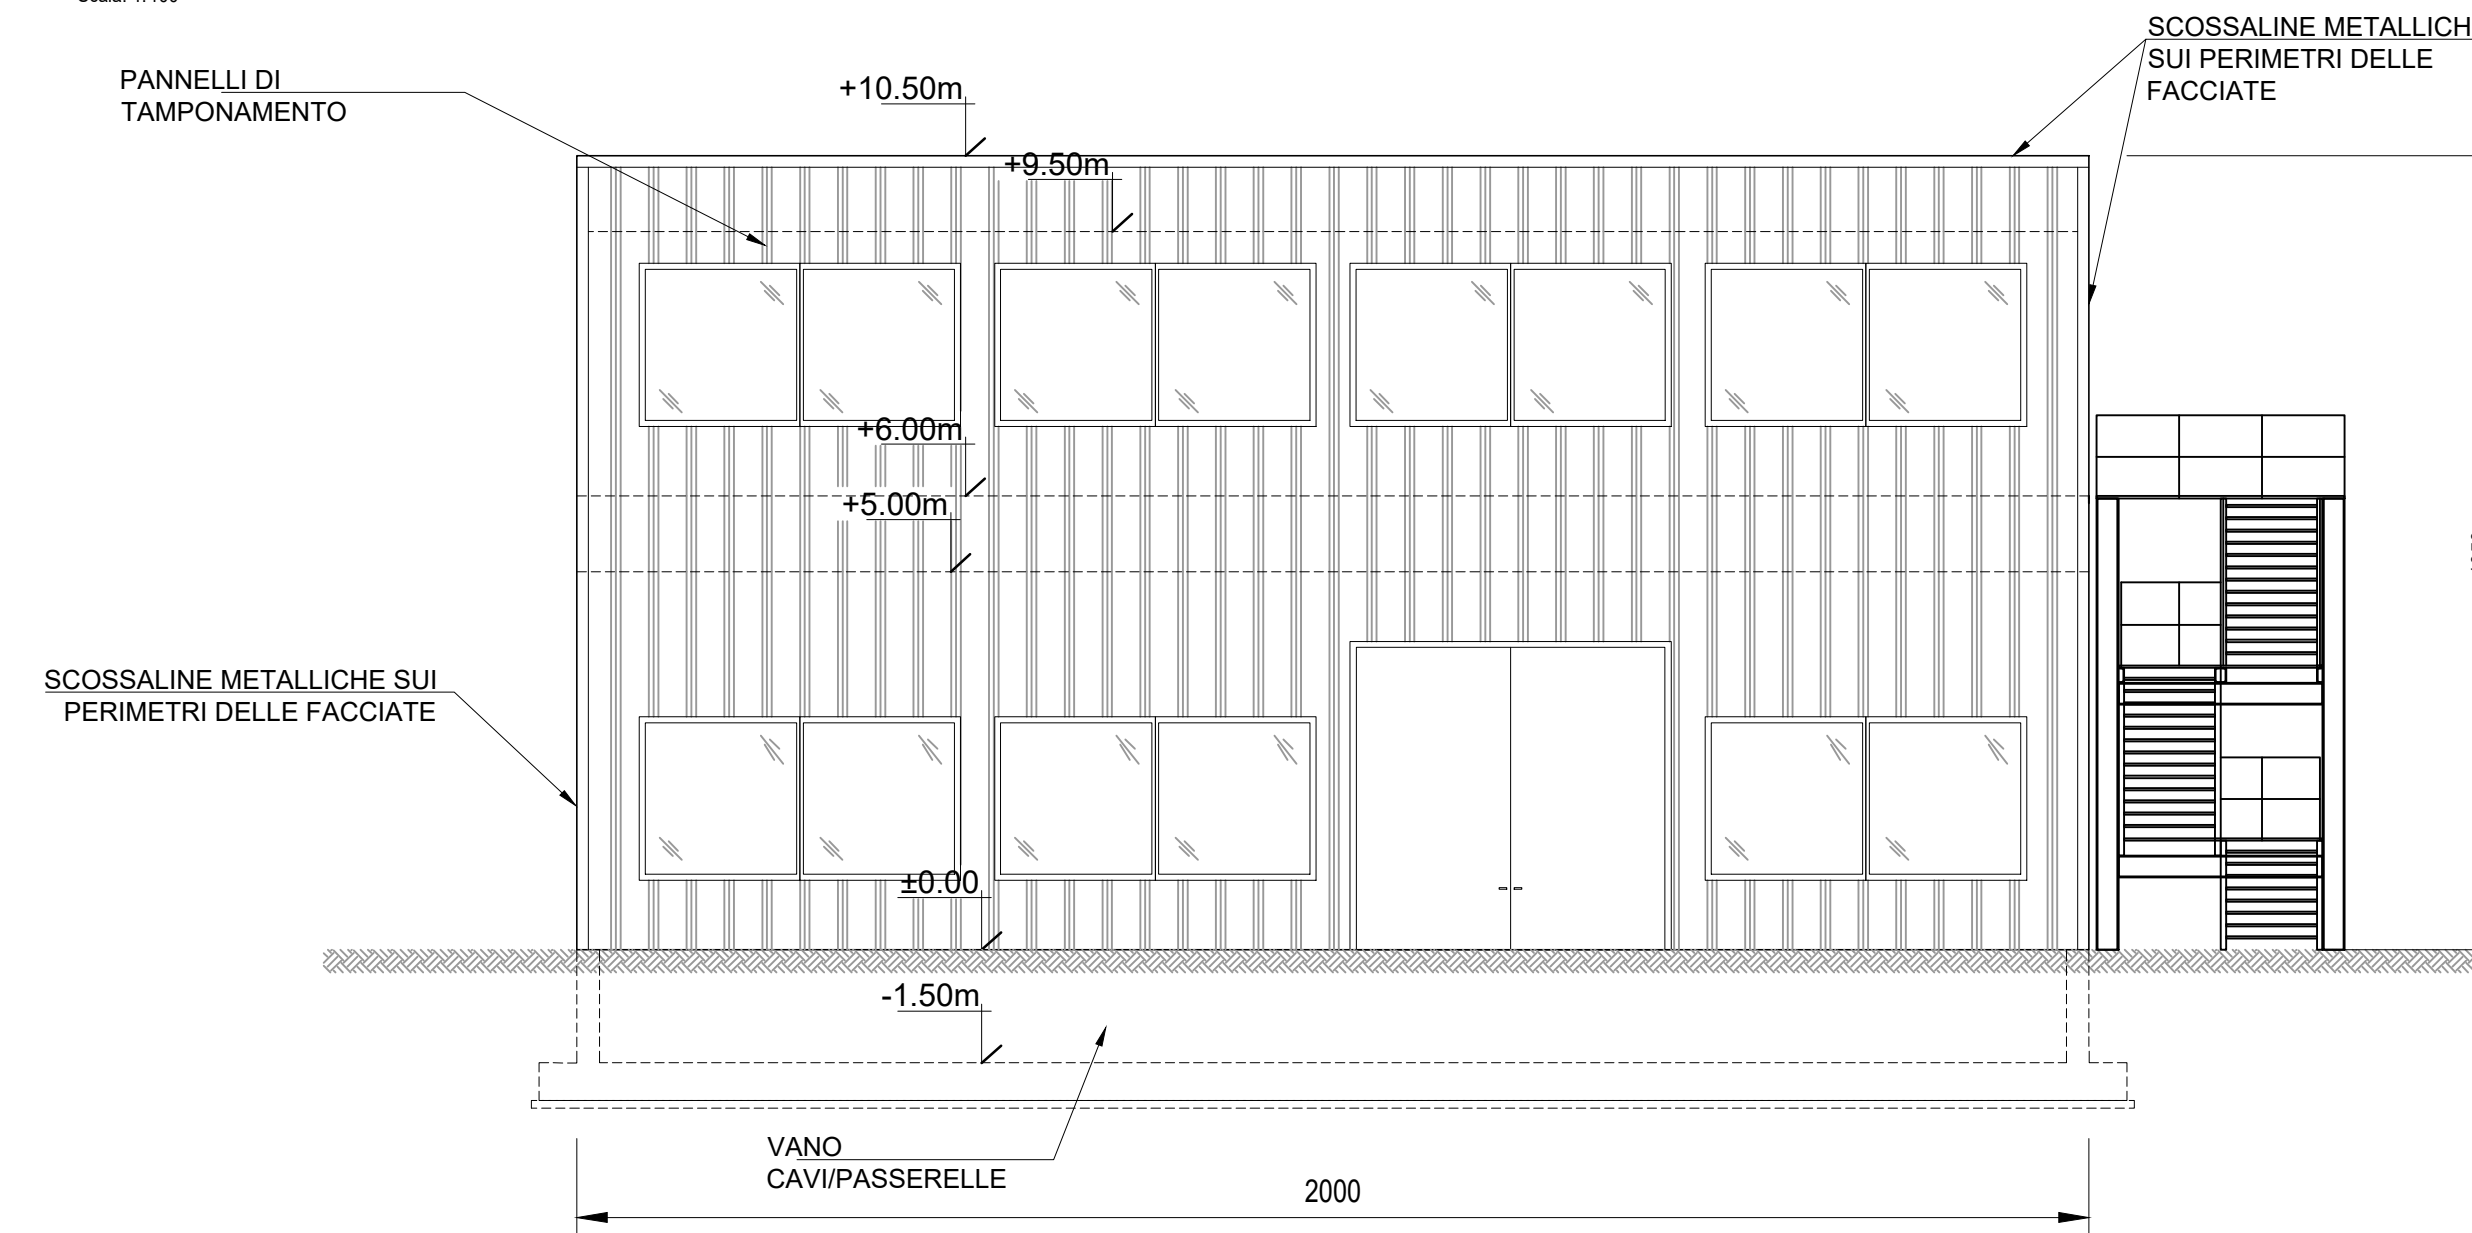 SCOSSALINE METALLICH
SUI PERIMETRI DELLE
FACCIATE
PANNELLI DI
TAMPONAMENTO
+10.50m
+9.50m
+6.00m
+5.00m
SCOSSALINE METALLICHE SUI
PERIMETRI DELLE FACCIATE
±0.00
-1.50m
VANO
CAVI/PASSERELLE
2000